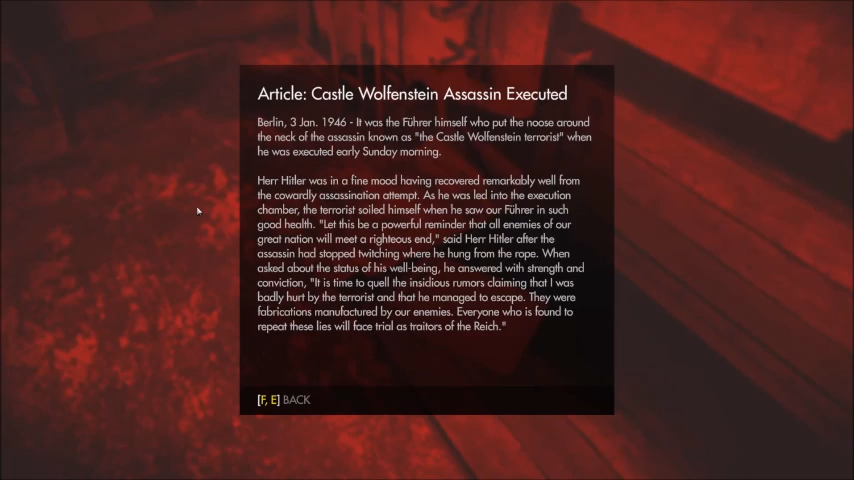 Article: Castle Wolfenstein Assassin Executed
Berlin, 3 Jan. 1946 - It was the Führer himself who put the noose around
the neck of the assassin known as "the Castle Wolfenstein terrorist" when
he was executed early Sunday morning.
Herr Hitler was in a fine mood having recovered remarkably well from
the cowardly assassination attempt. As he was led into the execution
chamber, the terrorist soiled himself when he saw our Führer in such
good health. "Let this be a powerful reminder that all enemies of our
great nation will meet a righteous end," said Herr Hitler after the
assassin had stopped twitching where he hung from the rope. When
asked about the status of his well-being, he answered with strength and
conviction, "It is time to quell the insidious rumors claiming that I was
badly hurt by the terrorist and that he managed to escape. They were
fabrications manufactured by our enemies. Everyone who is found to
repeat these lies will face trial as traitors of the Reich."
[F, E] BACK